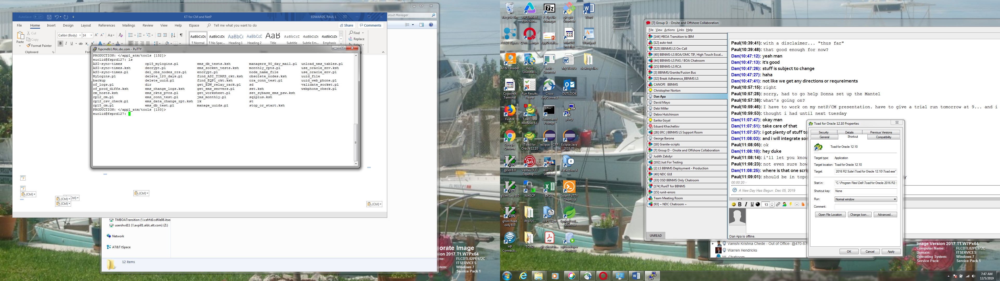 AutoSave Off
KT for CM and NetP
EDWARDS, PAUL L
Circuit Manager
File Home Insert Design Layout References Mailings Review View Help tSpace Tell me what you want to do
Share Comments
Paste
Cut
Copy
Format Painter
Clipboard
Calibri (Body) 14
AaBbCcDc ¶ Normal
AaBbCcDc ¶ No Spac...
AaBbCc Heading 1
AaBbCcE Heading 2
AaB Title
AaBbCcD Subtitle
AaBbCcDc Subtle Em...
AaBbCcDc Emphasis
Find
Replace
Select
fspcmdb1.ffdc.sbc.com - PuTTY
PRODUCTION: </appl_atm/tools [132]>
euclid@fsprd127: ls
ASI-sync-times cp15_mylogins.pl ems_db_tests.ksh managers_90_day_mail.pl unload_nms_tables.pl
ASI-sync-times.ksh decrypt.pl ems_socket_tests.ksh monthly_rpts.pl use_oracle_env.ksh
ASI-sync-times.pl del_obs_nodes_rrs.pl encrypt.pl node_name_file use_oracle_env.pl
MyLogins.pl delete_120_days.pl find_ASI_TIRKS_ckt.ksh obsolete_nodes.ksh uuid_file
backup delete_uuid.pl find_EQP1_ckt.ksh ora_conn_test.pl uuid_web_phone.pl
cf_logs.pl dir get_EDW_relay_rack.pl sd validate_socket.pl
cf_prod_diffs.ksh ems_change_logs.ksh get_ems_servers.pl set.ksh webphone_check.pl
cm_hosts.ksh ems_ckts_pvcs.pl get_worksheet.pl set_sybase_ems_psw.ksh
cp12_cm.pl ems_conn_test.pl jms_monthly.pl sqlplus.ksh
cp12_csv_check.pl ems_data_change_rpt.ksh lk st
cp15_cm.pl ems_db_test.pl manage_uuids.pl stop_or_start.ksh
PRODUCTION: </appl_atm/tools [133]>
euclid@fsprd127:
(Ctrl)
(Ctrl)
(Ctrl)
Ctrl)
(Ctrl)
(Ctrl)
TMBOATransition (\\cafrfd1cdfile08.itser
usershvd11 (\\avpi01.aldc.att.com) (Z:)
Network
AT&T tSpace
12 items
orate Image
ion 2017.T1.W7Px64
me: FLCDTL02PE972C
ITSERVICES
stem: Windows 7
Service Pack 1
Recycle Bin
HP Unified Function...
7-Zip File Manager
git-gui - Shortcut
Word
AT&T tSpace
Q Messenger
AppDetails...
MinGW Installer
Wordpad
AT&T Insider
Revo Uninstall...
bash - Shortcut
My WebEx
desktop files
Cygwin64 Terminal
Run Results Viewer
Cisco AnyConnect
OUTLOOK
Firefox
Toad Data Modeler 6.1
Command Prompt
putty
Google Chrome
Toad for Oracle 12.10
eclipse - CPP
Eclipse Java 2018-09
gVim 8.0
Veritas DLO Desktop ...
eulr (1) - Shortcut
Reflection X
gVim Easy 8.0
WinSCP
EXCEL
Solar-PuTTY - Shortcut
gVim Read only 8.0
PE972C
FTP Client
SpringTool... - Shortcut
HP Connecti...
TOAD
PDF
git-cheatsh...
sqldeveloper - Shortcut
[7] Group D - Onsite and Offshore Collaboration
File View Actions Links Help
[144] #BOA Transition to IBM
[12] auto-test
[525] BBNMS LS On-Call
[40] BBNMS-LS BOA/OMC TIF, High Touch Escal...
[44] BBNMS-LS PAS / BOA Chatroom
[15] BBNMS-LS RCA
[3] BBNMS/Granite/Fusion Bus
[32] Break Adherence_BBNMS LS
CANOPI BBNMS
Christopher Norton
Dan Apa
David Mayo
Debi Miller
Debra Hutchinson
Earika Goyal
Eduard Khachetlov
[28] ERC | BBNMS LS Support Room
George Barone
[18] Granite-scripts
[7] Group D - Onsite and Offshore Collaboration
Judith Zabdyr
[102] Just For Testing
[2] LS BBNMS Deployment - Production
[40] NDC GUI
[33] OSD BBNMS Only Chatroom
[174] RunIT for BBNMS
[15] runit-errors
Team Meeting Room
[93] ~ NDC Chatroom ~
UNREAD
Paul(10:39:41): with a disclaimer... "thus far"
Paul(10:39:48): that good enough for now?
Dan(10:47:12): yeah man
Dan(10:47:13): it's good
Dan(10:47:26): stuff is subject to change
Dan(10:47:27): haha
Dan(10:47:41): not like we get any directions or requreiments
Paul(10:57:15): right
Paul(10:57:28): sorry, had to go help Donna set up the Mantel
Paul(10:57:38): what's going on?
Paul(10:59:46): I have to work on my netP/CM presentation. have to give a trial run tomorrow at 9... and i
Paul(10:59:53): thought i had until next tuesday
Dan(11:07:47): okay man
Dan(11:07:51): take care of that
Dan(11:07:57): i got plenty of stuff to
Dan(11:08:03): and i will integrate so
Paul(11:08:05): ok
Dan(11:08:10): hey duke
Paul(11:08:14): i'll let you know
Paul(11:08:23): not even sure how
Dan(11:08:25): where is that one scri
Paul(11:09:01): should be in topo
00:00:20 -
A New Day Has Begun: Dec 05, 2019
13
Dan Apa is offline.
Vamshi Krishna Chede - Out of Office- @470-87
Warren Hendricks
ML Chatroom
Toad for Oracle 12.10 Properties
Security Details Previous Versions
General Shortcut Compatibility
Toad for Oracle 12.10
Target type: Application
Target location: Toad for Oracle 12.10
Target: 2016 R2 Suite\Toad for Oracle 12.10\Toad.exe"
Start in: "C:\Program Files\Dell\Toad for Oracle 2016 R2 S
Shortcut key: None
Run: Normal window
Comment:
Open File Location Change Icon... Advanced...
OK Cancel Apply
Image Version 2017.T1.W7Px64
Computer Name: FLCDTL02PE972C
Domain: ITSERVICES
Operating System: Windows 7
Service Pack: Service Pack 1
7:47 AM
12/5/2019